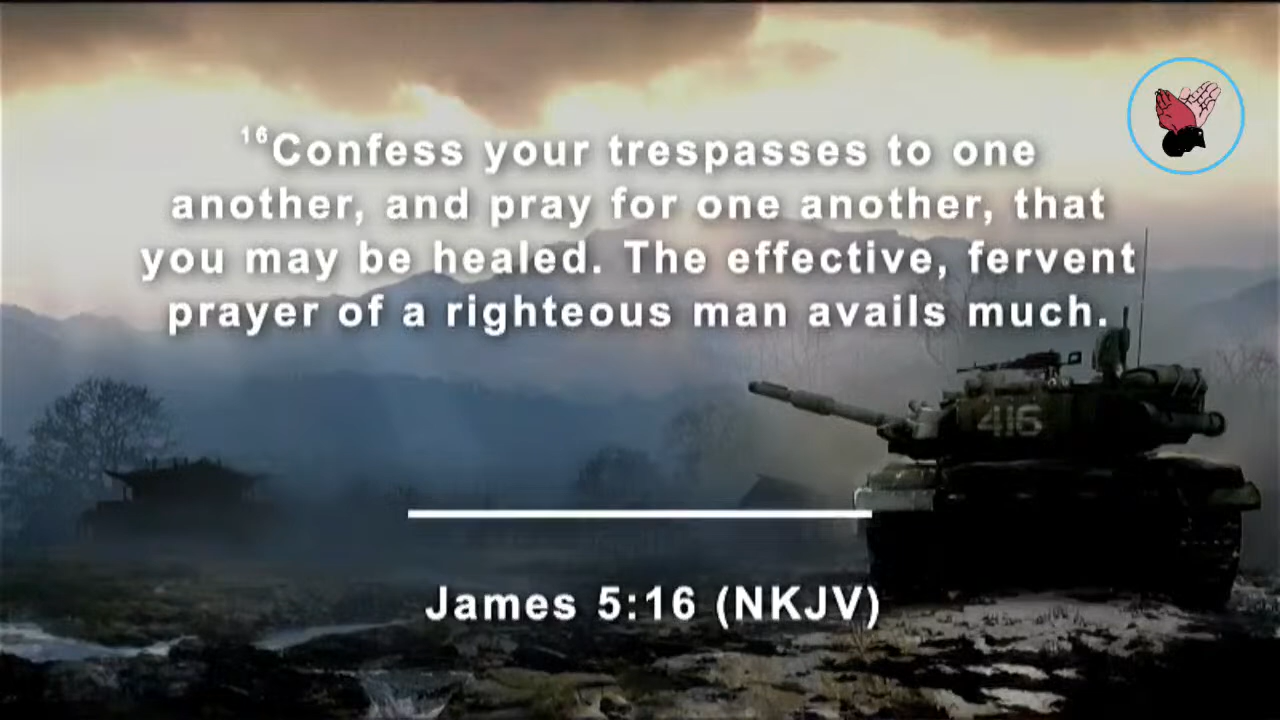 ¹⁶Confess your trespasses to one
another, and pray for one another, that
you may be healed. The effective, fervent
prayer of a righteous man avails much.
416
James 5:16 (NKJV)